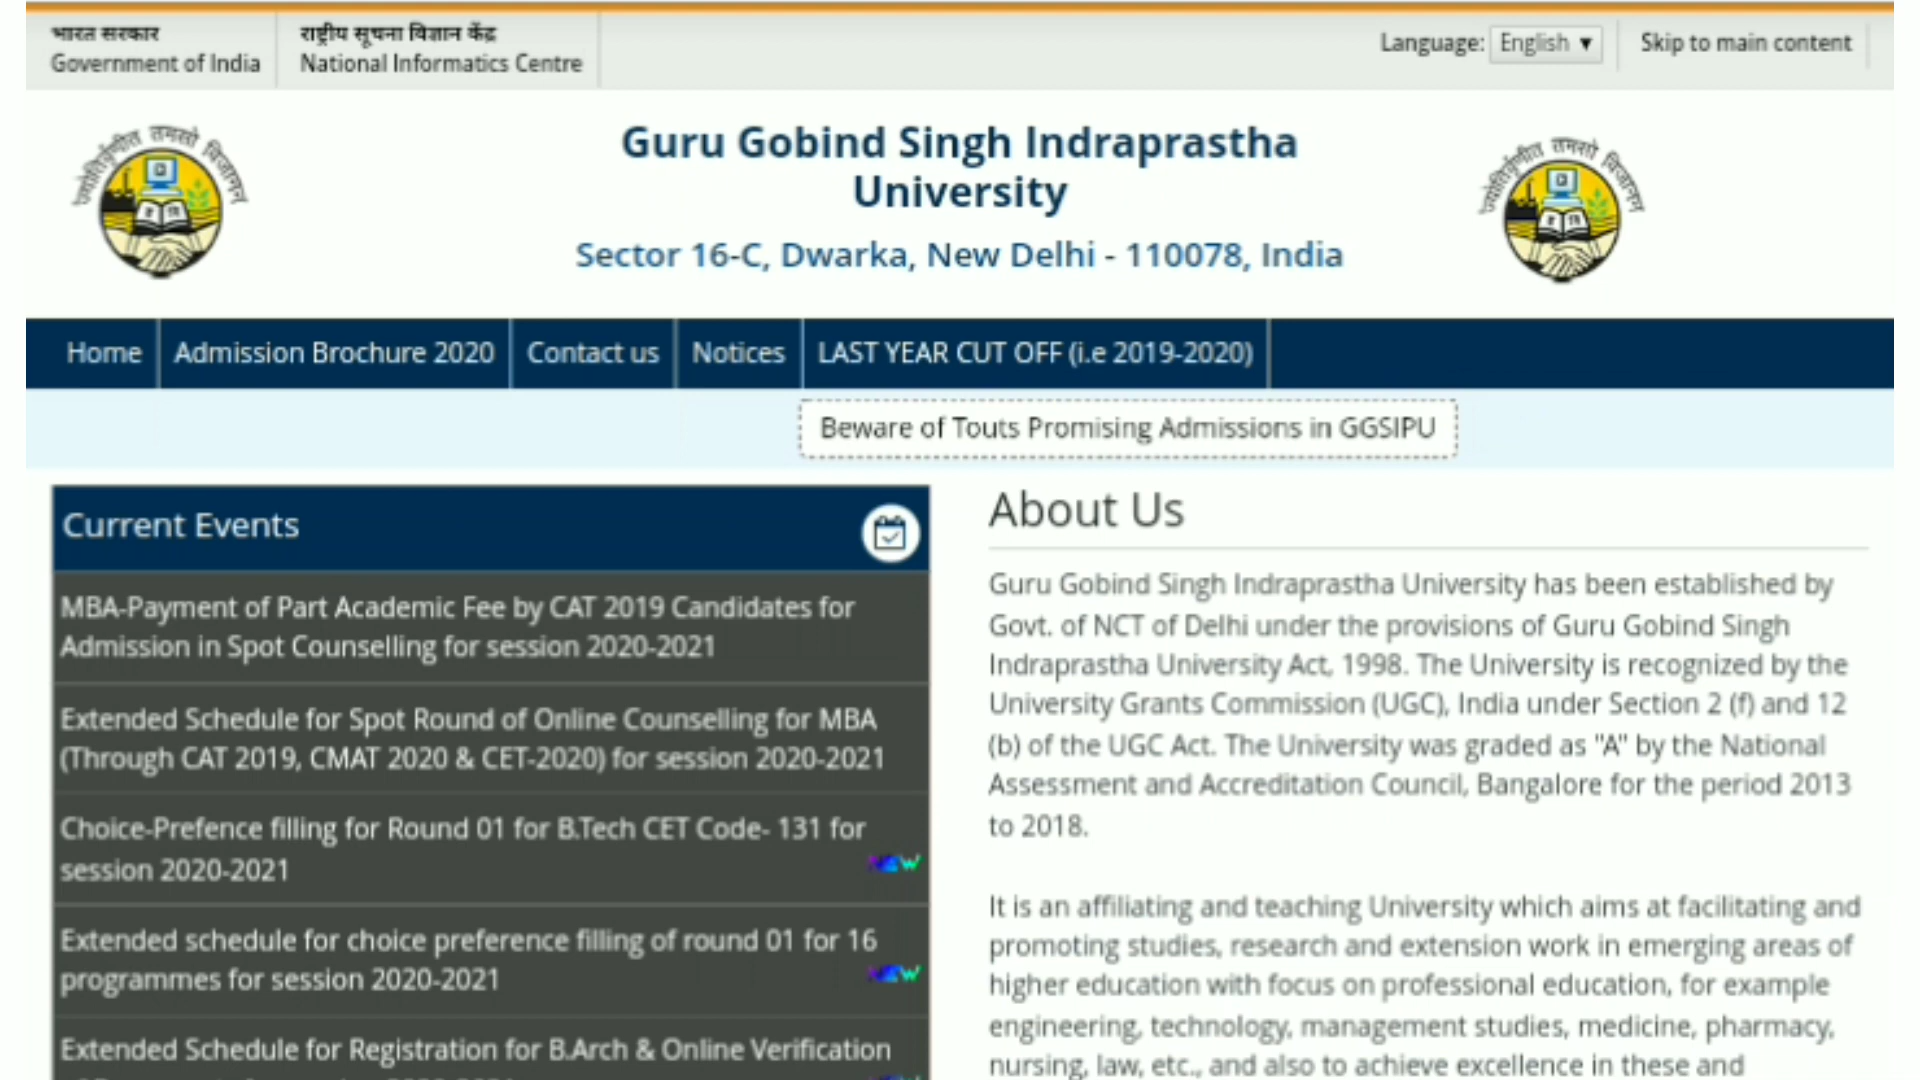 भारत सरकार
Government of India
राष्ट्रीय सूचना विज्ञान केंद्र
National Informatics Centre
Language: English ▼
Skip to main content
ज्योतिर्वृणीत तमसो विजानन
Guru Gobind Singh Indraprastha
University
Sector 16-C, Dwarka, New Delhi - 110078, India
ज्योतिर्वृणीत तमसो विजानन
Home
Admission Brochure 2020
Contact us
Notices
LAST YEAR CUT OFF (i.e 2019-2020)
Beware of Touts Promising Admissions in GGSIPU
Current Events
MBA-Payment of Part Academic Fee by CAT 2019 Candidates for
Admission in Spot Counselling for session 2020-2021
Extended Schedule for Spot Round of Online Counselling for MBA
(Through CAT 2019, CMAT 2020 & CET-2020) for session 2020-2021
Choice-Prefence filling for Round 01 for B.Tech CET Code- 131 for
session 2020-2021
NEW
Extended schedule for choice preference filling of round 01 for 16
programmes for session 2020-2021
NEW
Extended Schedule for Registration for B.Arch & Online Verification
About Us
Guru Gobind Singh Indraprastha University has been established by
Govt. of NCT of Delhi under the provisions of Guru Gobind Singh
Indraprastha University Act, 1998. The University is recognized by the
University Grants Commission (UGC), India under Section 2 (f) and 12
(b) of the UGC Act. The University was graded as "A" by the National
Assessment and Accreditation Council, Bangalore for the period 2013
to 2018.
It is an affiliating and teaching University which aims at facilitating and
promoting studies, research and extension work in emerging areas of
higher education with focus on professional education, for example
engineering, technology, management studies, medicine, pharmacy,
nursing, law, etc., and also to achieve excellence in these and